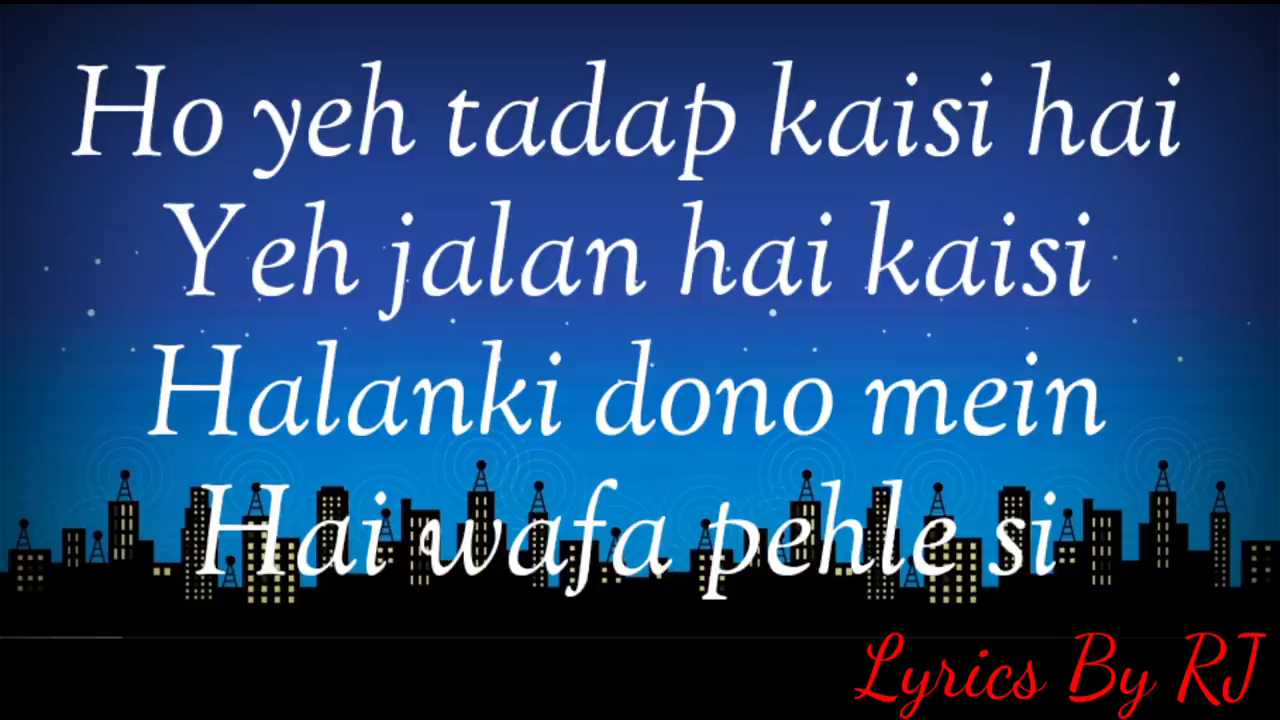 Ho yeh tadap kaisi hai
Yeh jalan hai kaisi
Halanki dono mein
Hai wafa pehle si
Lyrics By RJ